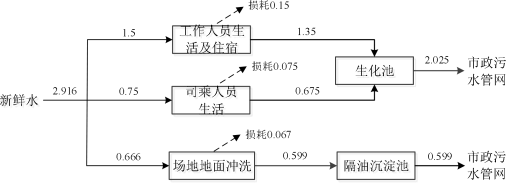 损耗0.15
1.5
工作人员生
活及住宿
1.35
损耗0.075
生化池
2.025
市政污
水管网
新鲜水
2.916
0.75
司乘人员
生活
0.675
损耗0.067
0.666
场地地面冲洗
0.599
隔油沉淀池
0.599
市政污
水管网